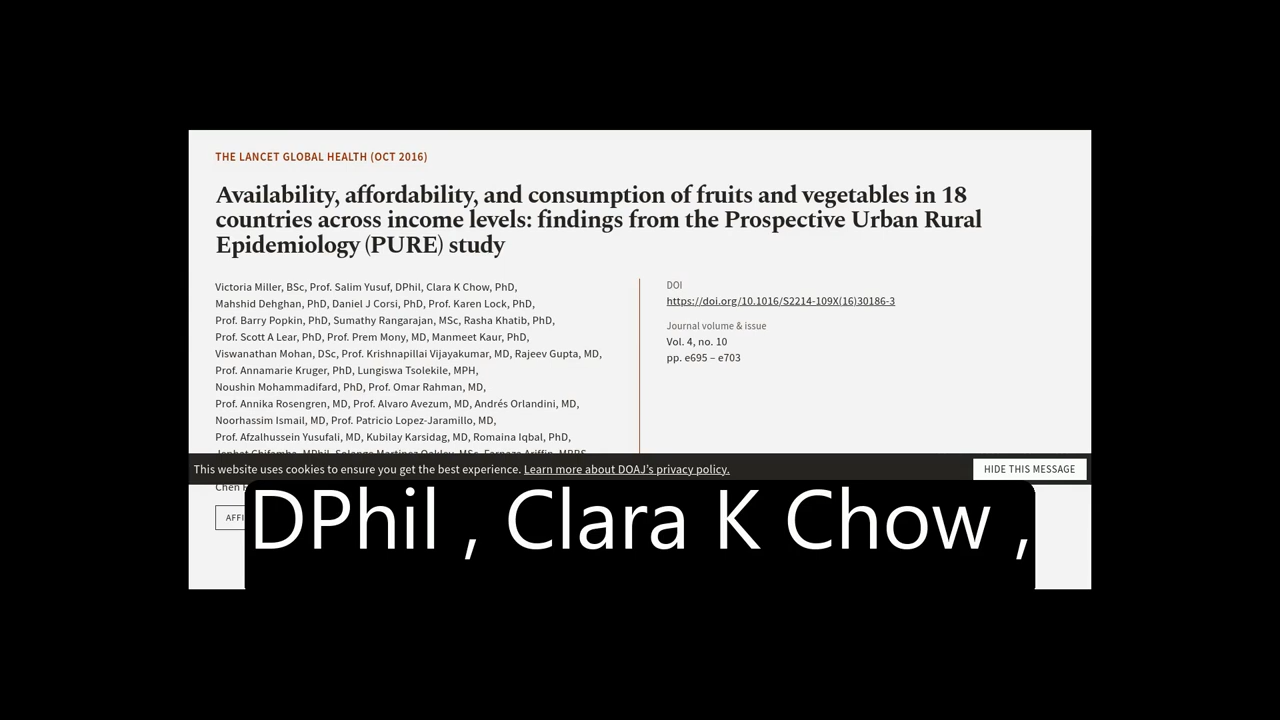 THE LANCET GLOBAL HEALTH (OCT 2016)
Availability, affordability, and consumption of fruits and vegetables in 18
countries across income levels: findings from the Prospective Urban Rural
Epidemiology (PURE) study
Victoria Miller, BSc, Prof. Salim Yusuf, DPhil, Clara K Chow, PhD,
Mahshid Dehghan, PhD, Daniel J Corsi, PhD, Prof. Karen Lock, PhD,
Prof. Barry Popkin, PhD, Sumathy Rangarajan, MSc, Rasha Khatib, PhD,
Prof. Scott A Lear, PhD, Prof. Prem Mony, MD, Manmeet Kaur, PhD,
Viswanathan Mohan, DSc, Prof. Krishnapillai Vijayakumar, MD, Rajeev Gupta, MD,
Prof. Annamarie Kruger, PhD, Lungiswa Tsolekile, MPH,
Noushin Mohammadifard, PhD, Prof. Omar Rahman, MD,
Prof. Annika Rosengren, MD, Prof. Alvaro Avezum, MD, Andrés Orlandini, MD,
Noorhassim Ismail, MD, Prof. Patricio Lopez-Jaramillo, MD,
Prof. Afzalhussein Yusufali, MD, Kubilay Karsidag, MD, Romaina Iqbal, PhD,
Chen
AFFI
DOI
https://doi.org/10.1016/S2214-109X(16)30186-3
Journal volume & issue
Vol. 4, no. 10
pp. e695 – e703
This website uses cookies to ensure you get the best experience. Learn more about DOAJ's privacy policy.
HIDE THIS MESSAGE
DPhil , Clara K Chow ,